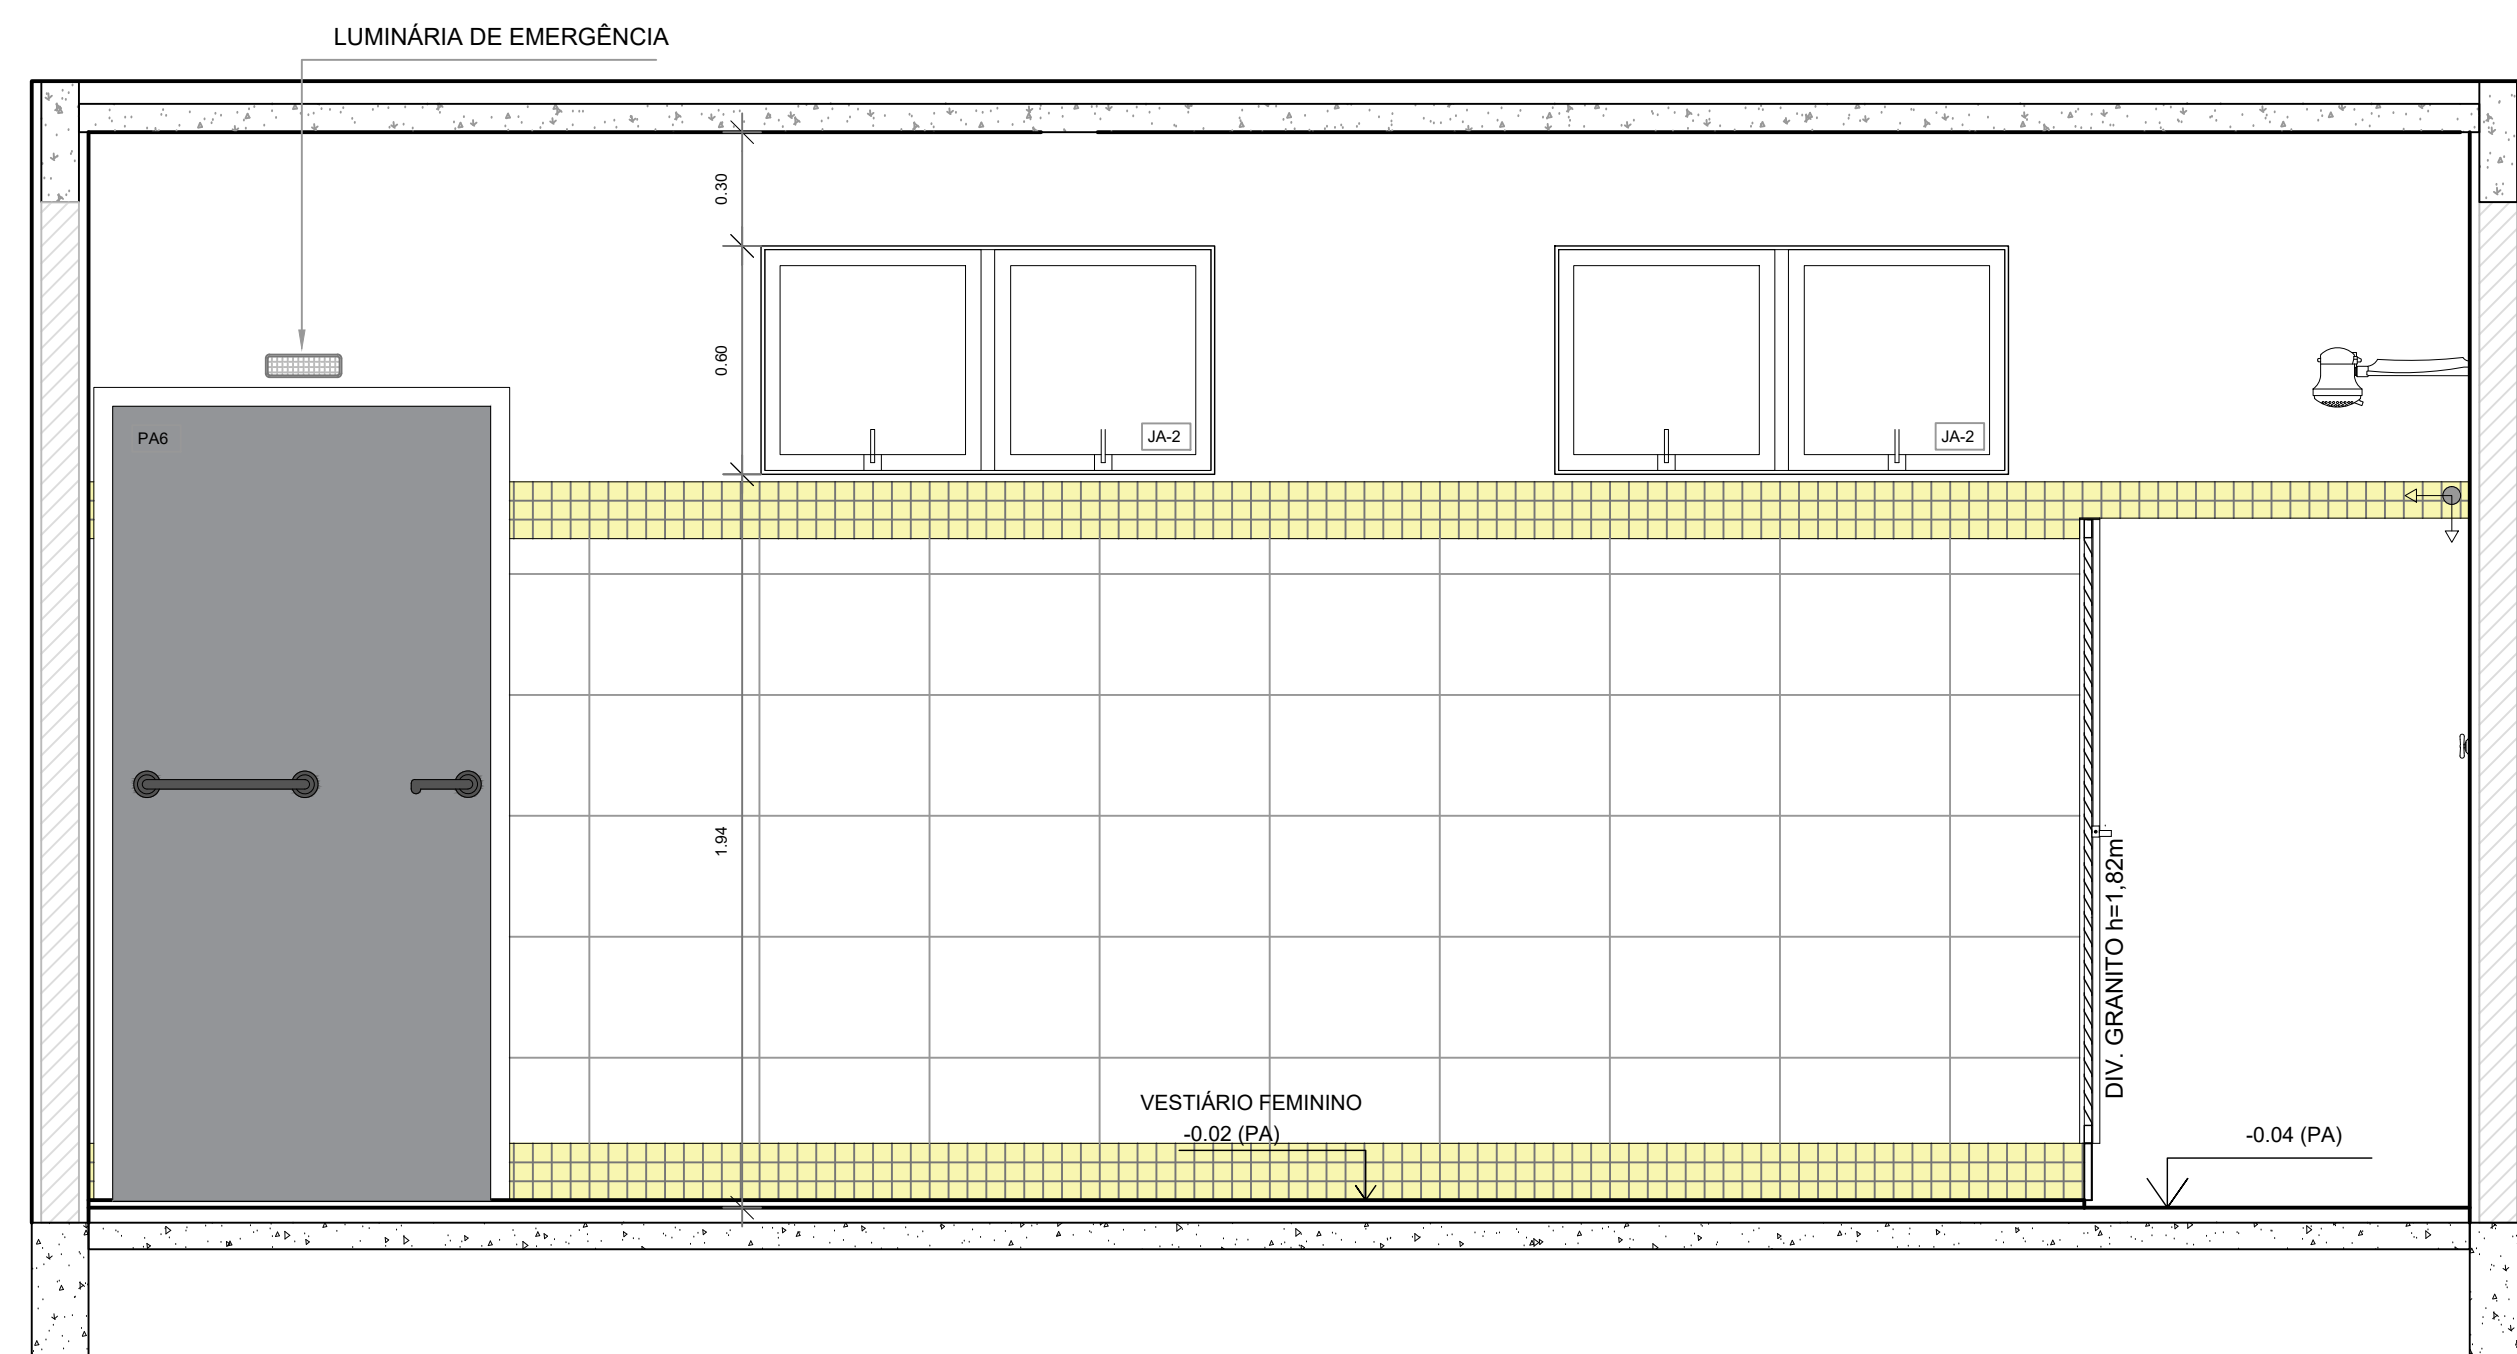 LUMINÁRIA DE EMERGÊNCIA
0.30
0.60
PA6
JA-2
JA-2
1.94
DIV. GRANITO h=1,82m
VESTIÁRIO FEMININO
-0.02 (PA)
-0.04 (PA)